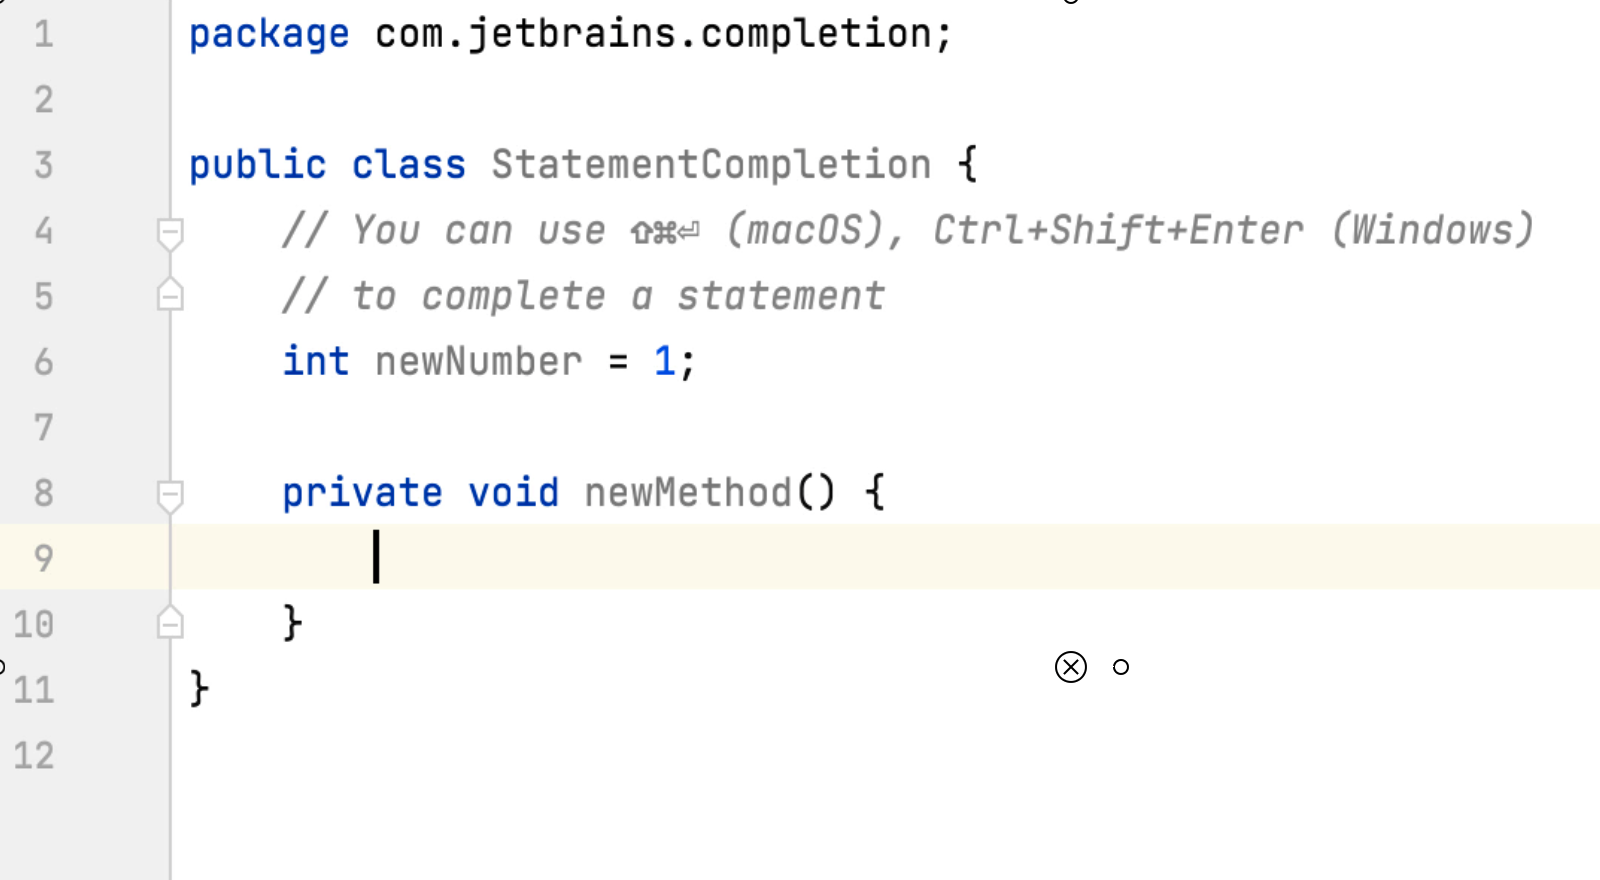 1 package com.jetbrains.completion;
2
3 public class StatementCompletion {
4 // You can use ⇧⌘⏎ (macOS), Ctrl+Shift+Enter (Windows)
5 // to complete a statement
6 int newNumber = 1;
7
8 private void newMethod() {
9
10 }
11 }
12